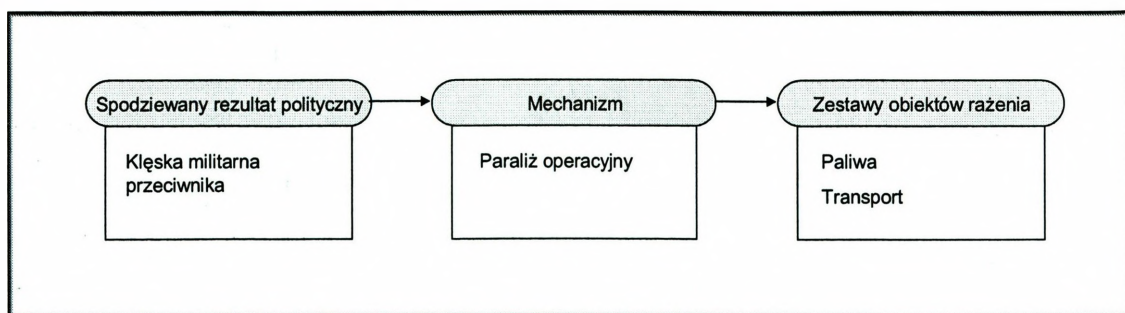 Spodziewany rezultat polityczny
Klęska militarna
przeciwnika
Mechanizm
Paraliż operacyjny
Zestawy obiektów rażenia
Paliwa
Transport